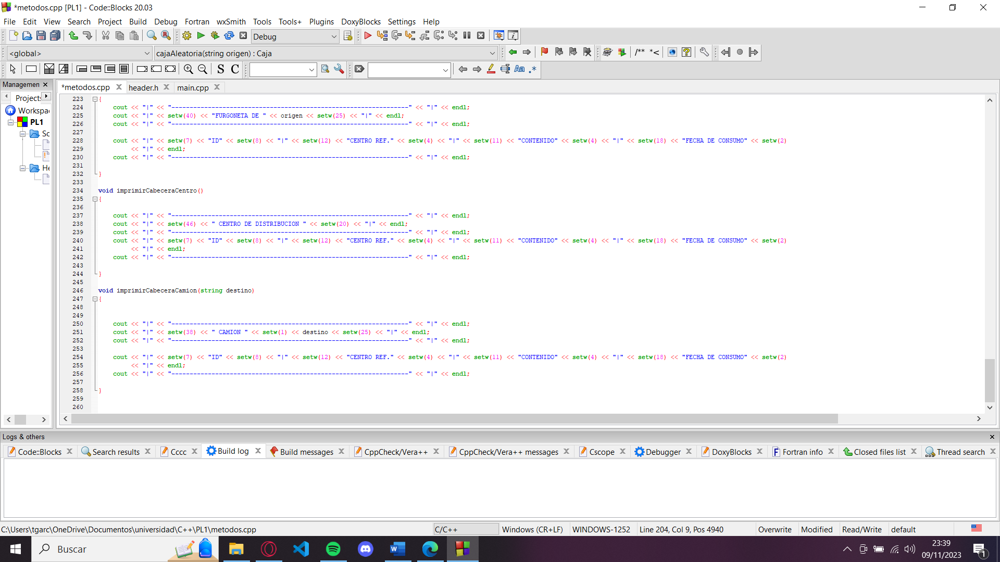 *metodos.cpp [PL1] - Code::Blocks 20.03
File Edit View Search Project Build Debug Fortran wxSmith Tools Tools+ Plugins DoxyBlocks Settings Help
Debug
<global> cajaAleatoria(string origen) : Caja /** *<
S C Aa .*
Managemen
*metodos.cpp header.h main.cpp
Projects
Workspa
PL1
So
He
223 {
224 cout << "|" << "-----------------------------------------------------------------" << "|" << endl;
225 cout << "|" << setw(40) << "FURGONETA DE " << origen << setw(25) << "|" << endl;
226 cout << "|" << "-----------------------------------------------------------------" << "|" << endl;
227
228 cout << "|" << setw(7) << "ID" << setw(8) << "|" << setw(12) << "CENTRO REF." << setw(4) << "|" << setw(11) << "CONTENIDO" << setw(4) << "|" << setw(18) << "FECHA DE CONSUMO" << setw(2)
229 << "|" << endl;
230 cout << "|" << "-----------------------------------------------------------------" << "|" << endl;
231
232 }
233
234 void imprimirCabeceraCentro()
235 {
236
237 cout << "|" << "-----------------------------------------------------------------" << "|" << endl;
238 cout << "|" << setw(46) << " CENTRO DE DISTRIBUCION " << setw(20) << "|" << endl;
239 cout << "|" << "-----------------------------------------------------------------" << "|" << endl;
240 cout << "|" << setw(7) << "ID" << setw(8) << "|" << setw(12) << "CENTRO REF." << setw(4) << "|" << setw(11) << "CONTENIDO" << setw(4) << "|" << setw(18) << "FECHA DE CONSUMO" << setw(2)
241 << "|" << endl;
242 cout << "|" << "-----------------------------------------------------------------" << "|" << endl;
243
244 }
245
246 void imprimirCabeceraCamion(string destino)
247 {
248
249
250 cout << "|" << "-----------------------------------------------------------------" << "|" << endl;
251 cout << "|" << setw(38) << " CAMION " << setw(1) << destino << setw(25) << "|" << endl;
252 cout << "|" << "-----------------------------------------------------------------" << "|" << endl;
253
254 cout << "|" << setw(7) << "ID" << setw(8) << "|" << setw(12) << "CENTRO REF." << setw(4) << "|" << setw(11) << "CONTENIDO" << setw(4) << "|" << setw(18) << "FECHA DE CONSUMO" << setw(2)
255 << "|" << endl;
256 cout << "|" << "-----------------------------------------------------------------" << "|" << endl;
257
258 }
259
260
Logs & others
Code::Blocks Search results Cccc Build log Build messages CppCheck/Vera++ CppCheck/Vera++ messages Cscope Debugger DoxyBlocks Fortran info Closed files list Thread search
C:\Users\tgarc\OneDrive\Documentos\universidad\C++\PL1\metodos.cpp C/C++ Windows (CR+LF) WINDOWS-1252 Line 204, Col 9, Pos 4940 Overwrite Modified Read/Write default
Buscar
23:39
09/11/2023
1